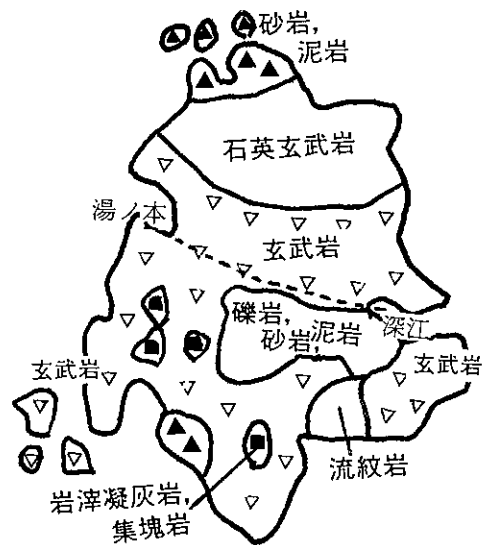 砂岩,
泥岩
石英玄武岩
湯ノ本
玄武岩
礫岩,
砂岩, 泥岩
深江
玄武岩
玄武岩
流紋岩
岩滓凝灰岩,
集塊岩